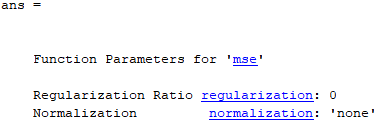 ans =
Function Parameters for 'mse'
Regularization Ratio regularization: 0
Normalization normalization: 'none'